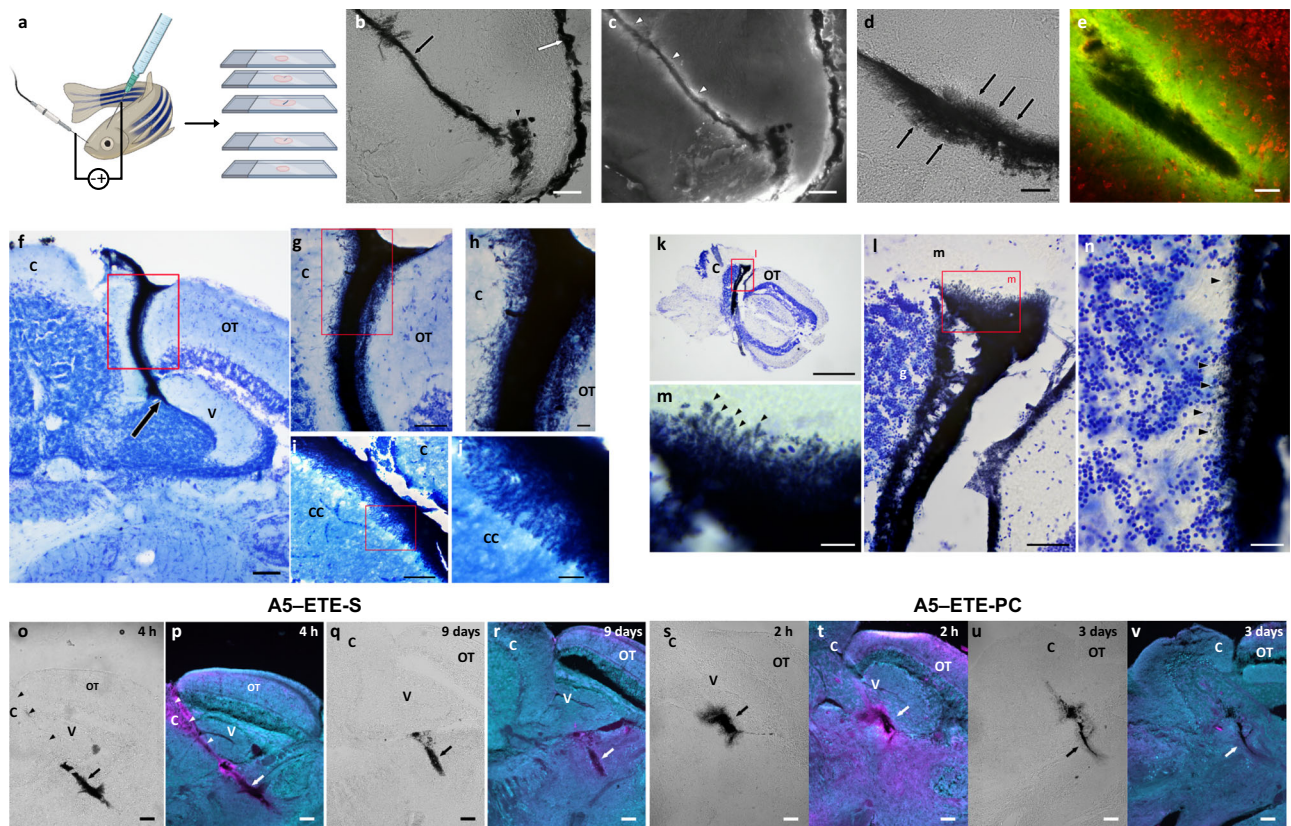 a
b
c
d
e
-+
f
C
OT
V
g
C
OT
h
C
OT
i
C
CC
j
CC
k
C
OT
l
l
m
m
g
m
n
A5–ETE-S
A5–ETE-PC
o
4 h
OT
C
V
p
4 h
OT
C
V
q
9 days
C
OT
V
r
9 days
C
OT
V
s
2 h
C
OT
V
t
2 h
C
OT
V
u
3 days
C
OT
v
3 days
C
OT